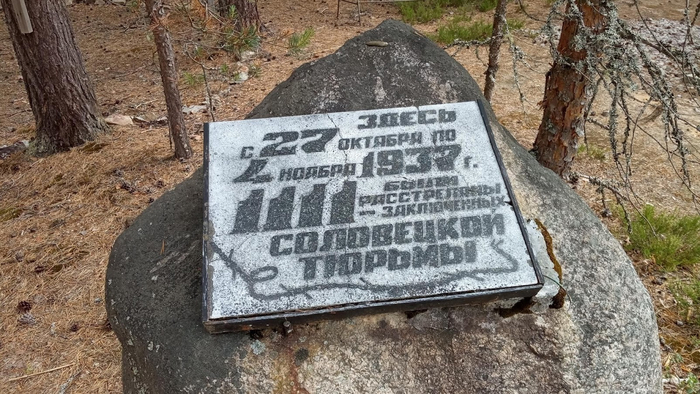 ЗДЕСЬ
С 27 ОКТЯБРЯ ПО
4 НОЯБРЯ 1937 г.
1111 БЫЛИ
РАССТРЕЛЯНЫ
– ЗАКЛЮЧЕННЫХ
СОЛОВЕЦКОЙ
ТЮРЬМЫ